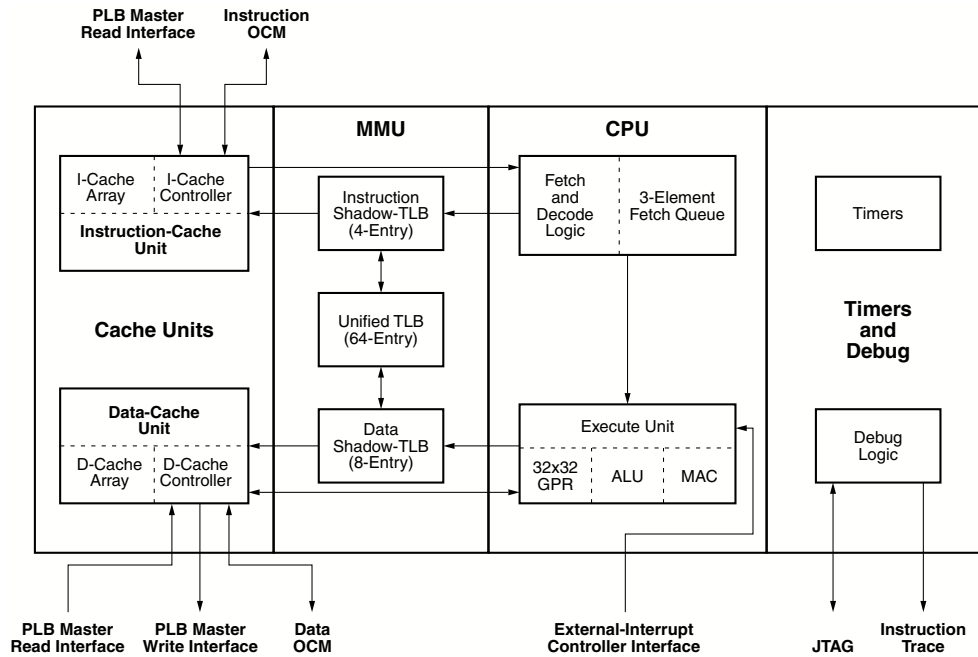 PLB Master
Read Interface
Instruction
OCM
MMU
CPU
I-Cache
Array
I-Cache
Controller
Instruction-Cache
Unit
Instruction
Shadow-TLB
(4-Entry)
Fetch
and
Decode
Logic
3-Element
Fetch Queue
Timers
Cache Units
Unified TLB
(64-Entry)
Timers
and
Debug
Data-Cache
Unit
D-Cache
Array
D-Cache
Controller
Data
Shadow-TLB
(8-Entry)
Execute Unit
32x32
GPR
ALU
MAC
Debug
Logic
PLB Master
Read Interface
PLB Master
Write Interface
Data
OCM
External-Interrupt
Controller Interface
JTAG
Instruction
Trace